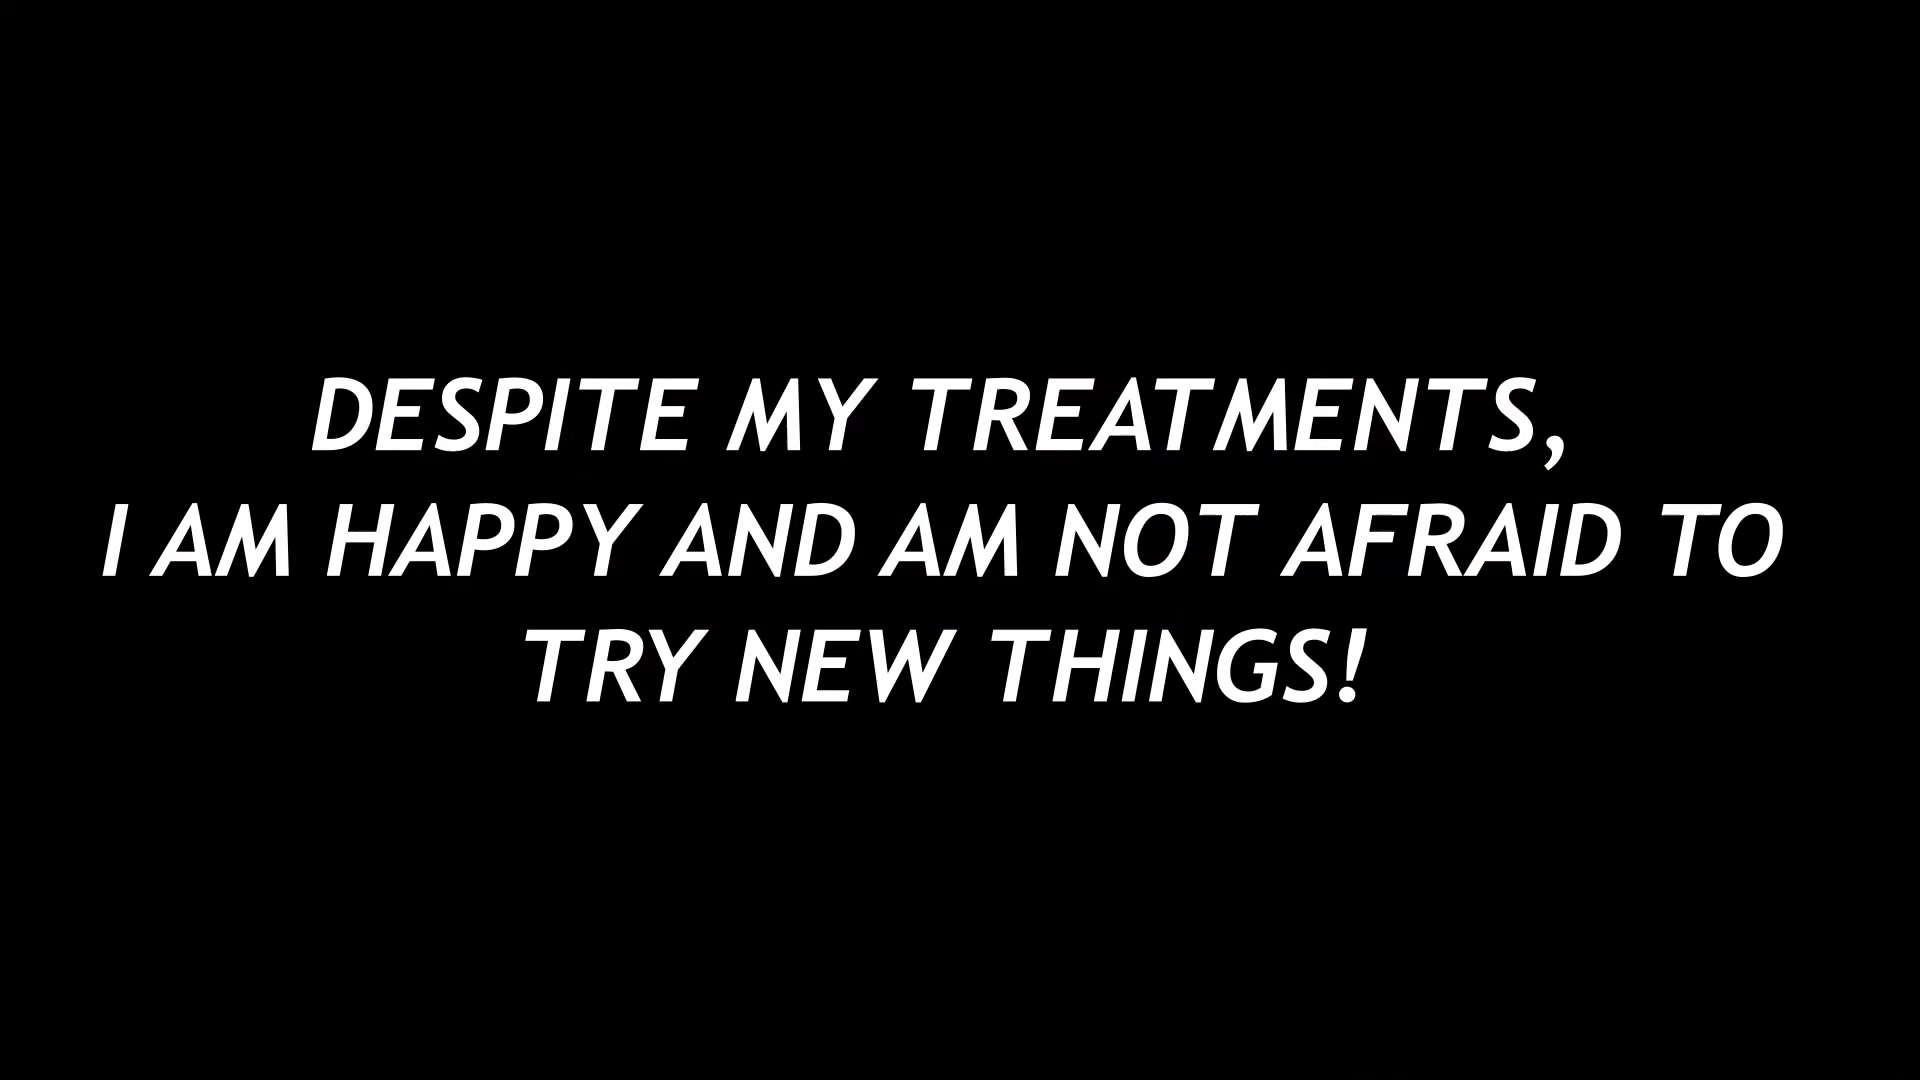 DESPITE MY TREATMENTS,
I AM HAPPY AND AM NOT AFRAID TO
TRY NEW THINGS!